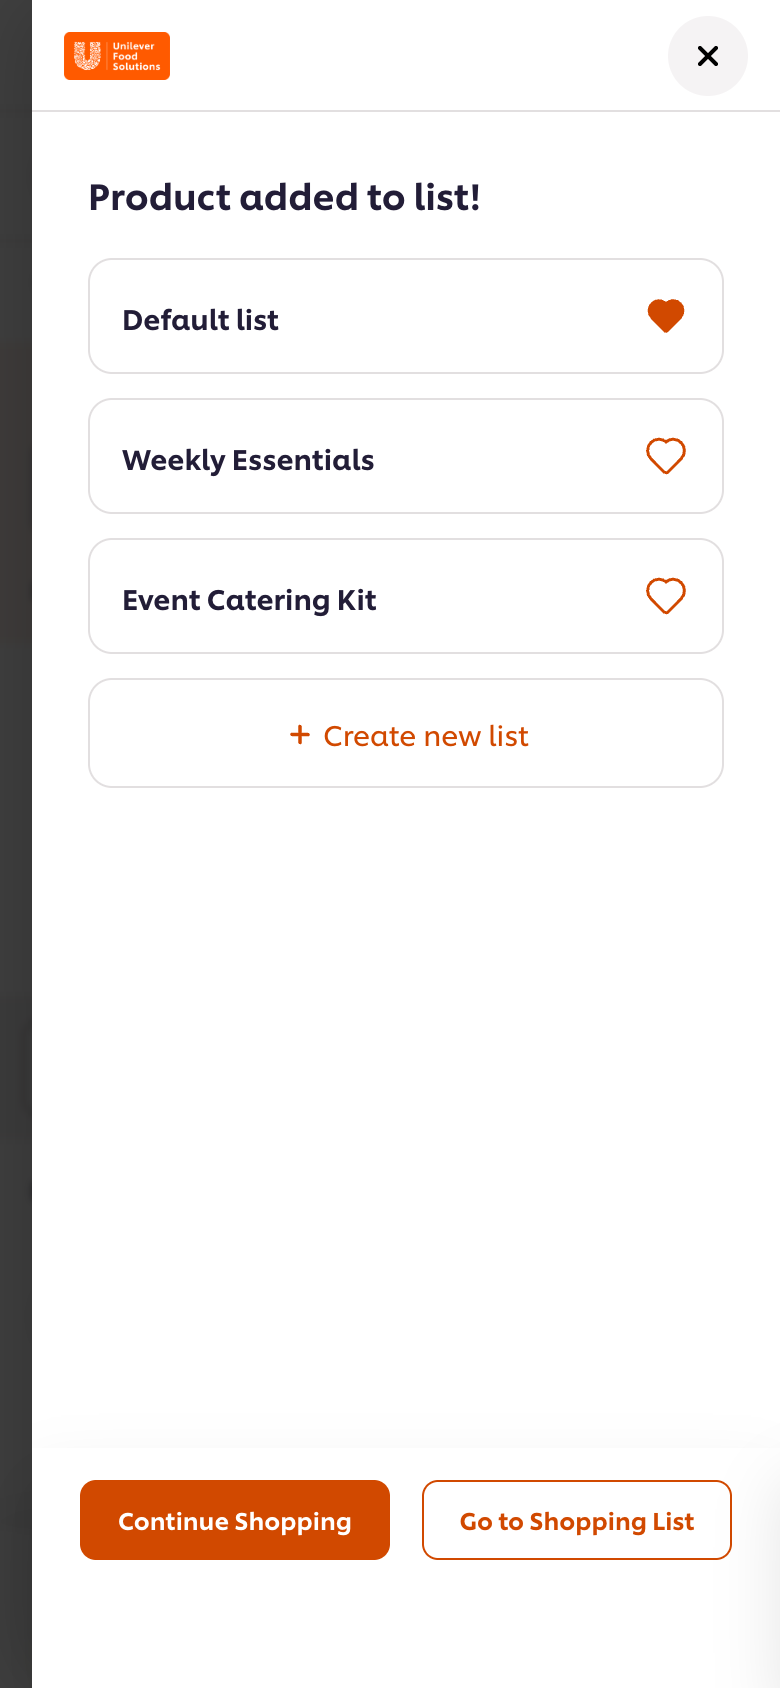 Unilever
Food
Solutions
Product added to list!
Default list
Weekly Essentials
Event Catering Kit
+ Create new list
Continue Shopping
Go to Shopping List